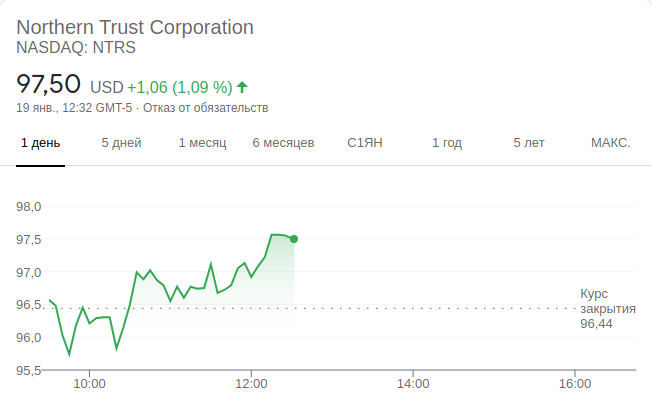 Northern Trust Corporation
NASDAQ: NTRS
97,50 USD +1,06 (1,09 %)
19 янв., 12:32 GMT-5 · Отказ от обязательств
1 день 5 дней 1 месяц 6 месяцев С1ЯН 1 год 5 лет МАКС.
98,0
97,5
97,0
96,5
96,0
95,5
Курс
закрытия
96,44
10:00 12:00 14:00 16:00